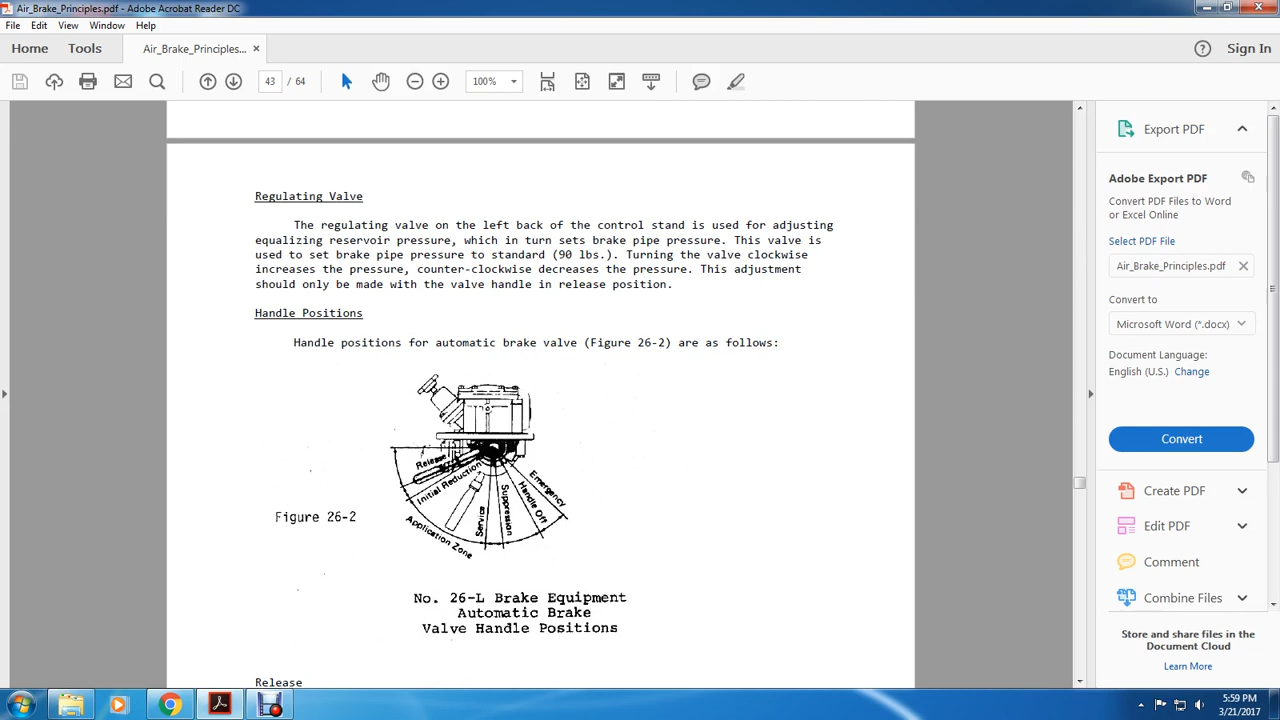 Air_Brake_Principles.pdf - Adobe Acrobat Reader DC
File Edit View Window Help
Home Tools Air_Brake_Principles... × ? Sign In
43 / 64 100%
Regulating Valve
The regulating valve on the left back of the control stand is used for adjusting
equalizing reservoir pressure, which in turn sets brake pipe pressure. This valve is
used to set brake pipe pressure to standard (90 lbs.). Turning the valve clockwise
increases the pressure, counter-clockwise decreases the pressure. This adjustment
should only be made with the valve handle in release position.
Handle Positions
Handle positions for automatic brake valve (Figure 26-2) are as follows:
Release
Initial Reduction
Application Zone
Service
Suppression
Handle Off
Emergency
Figure 26-2
No. 26-L Brake Equipment
Automatic Brake
Valve Handle Positions
Release
Export PDF
Adobe Export PDF
Convert PDF Files to Word
or Excel Online
Select PDF File
Air_Brake_Principles.pdf
Convert to
Microsoft Word (*.docx)
Document Language:
English (U.S.) Change
Convert
Create PDF
Edit PDF
Comment
Combine Files
Store and share files in the
Document Cloud
Learn More
5:59 PM
3/21/2017